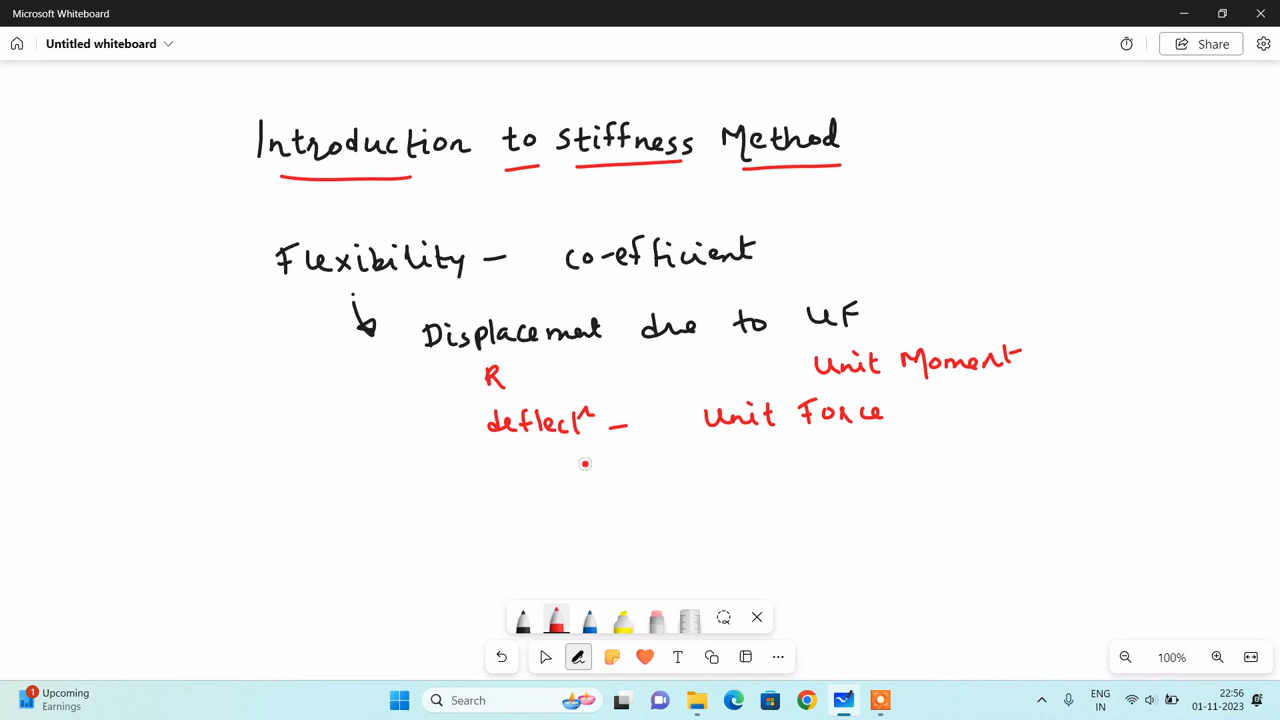 Microsoft Whiteboard
Untitled whiteboard
Share
Introduction to Stiffness Method
Flexibility - co-efficient
Displacement due to UF
R
Unit Moment
deflecⁿ - Unit Force
100%
1
Upcoming
Earnings
Search
ENG
IN
22:56
01-11-2023